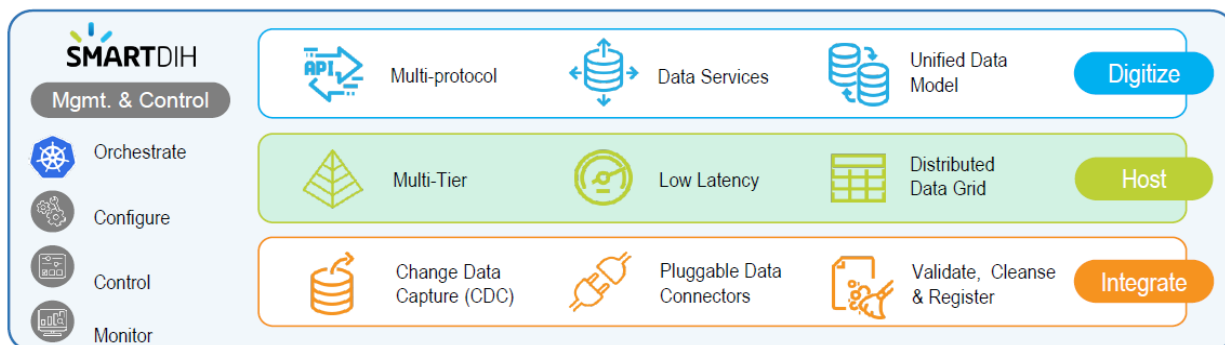 SMARTDIH
Mgmt. & Control
Orchestrate
Configure
Control
Monitor
API
Multi-protocol
Data Services
Unified Data
Model
Digitize
Multi-Tier
Low Latency
Distributed
Data Grid
Host
Change Data
Capture (CDC)
Pluggable Data
Connectors
Validate, Cleanse
& Register
Integrate